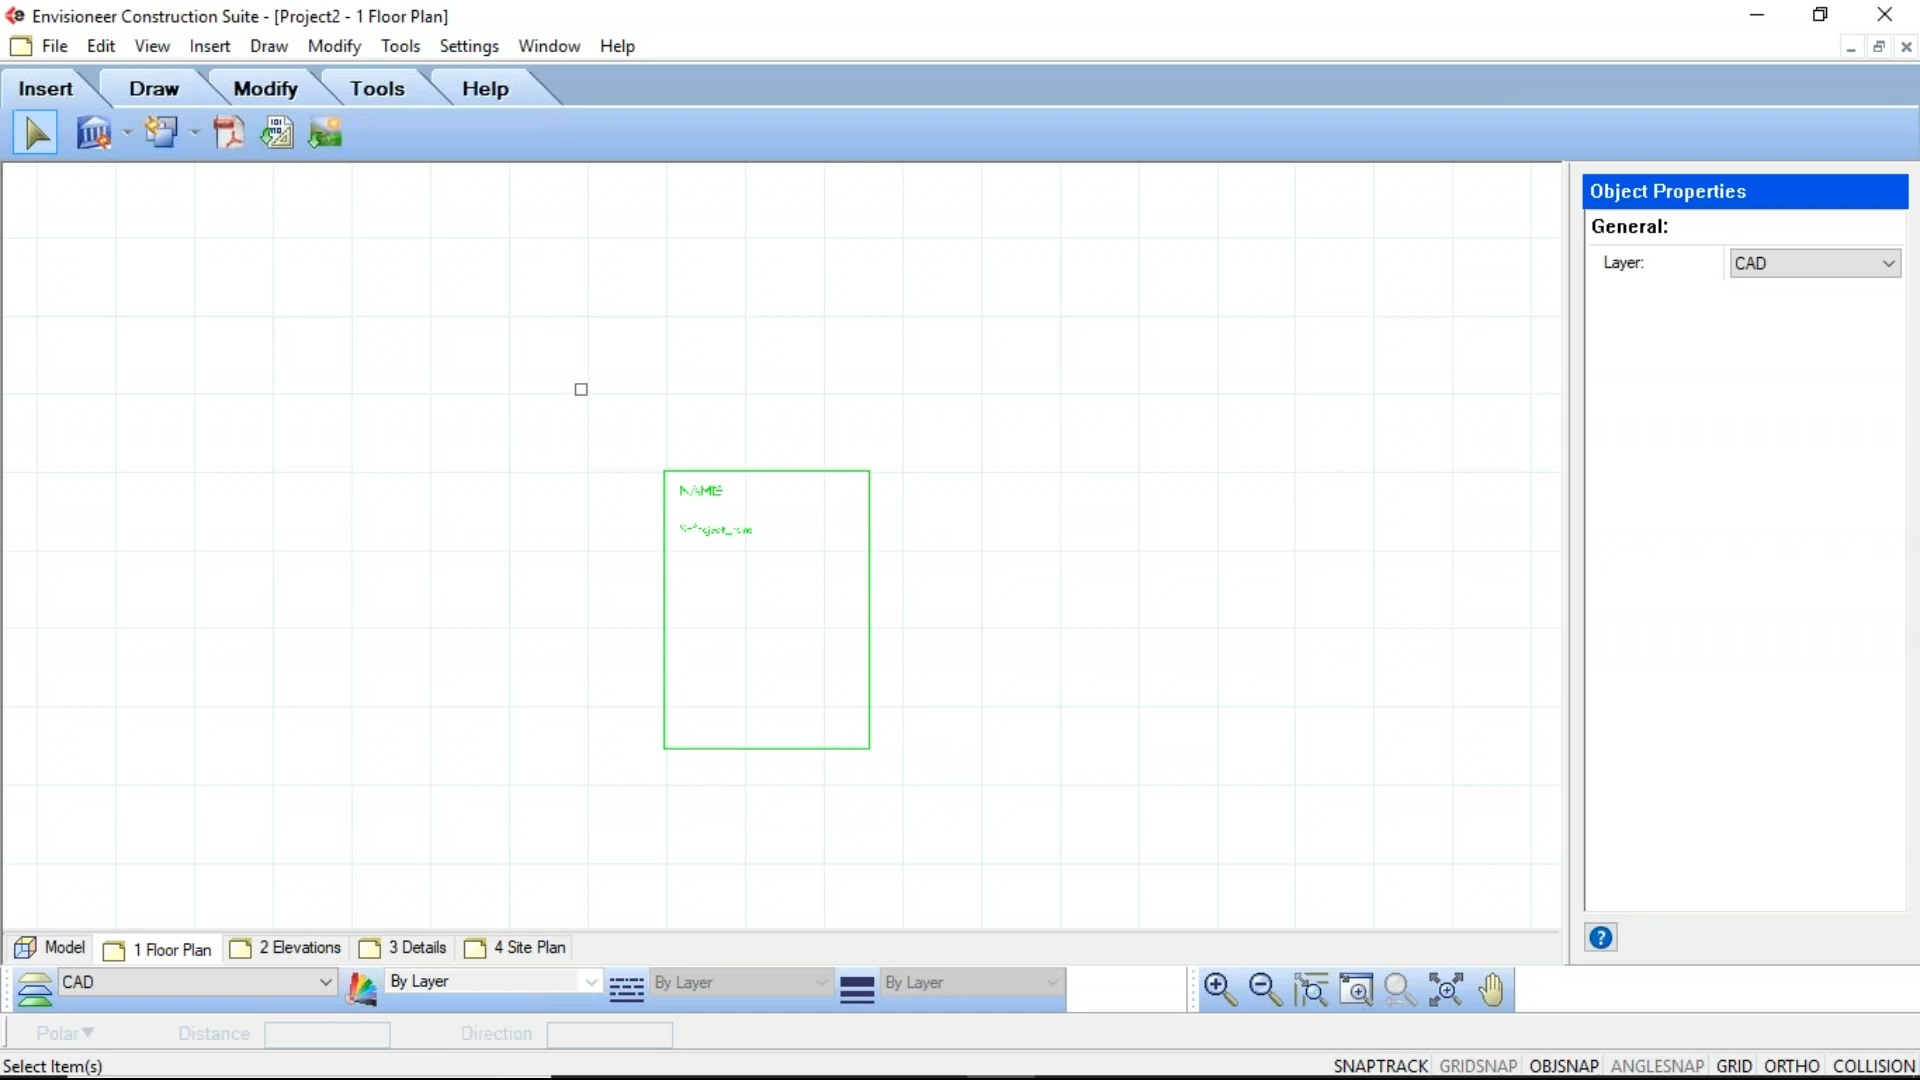 Envisioneer Construction Suite - [Project2 - 1 Floor Plan]
File Edit View Insert Draw Modify Tools Settings Window Help
Insert Draw Modify Tools Help
Object Properties
General:
Layer: CAD
NAME
Model 1 Floor Plan 2 Elevations 3 Details 4 Site Plan
CAD By Layer By Layer By Layer
Polar Distance Direction
Select Item(s) SNAPTRACK GRIDSNAP OBJSNAP ANGLESNAP GRID ORTHO COLLISION